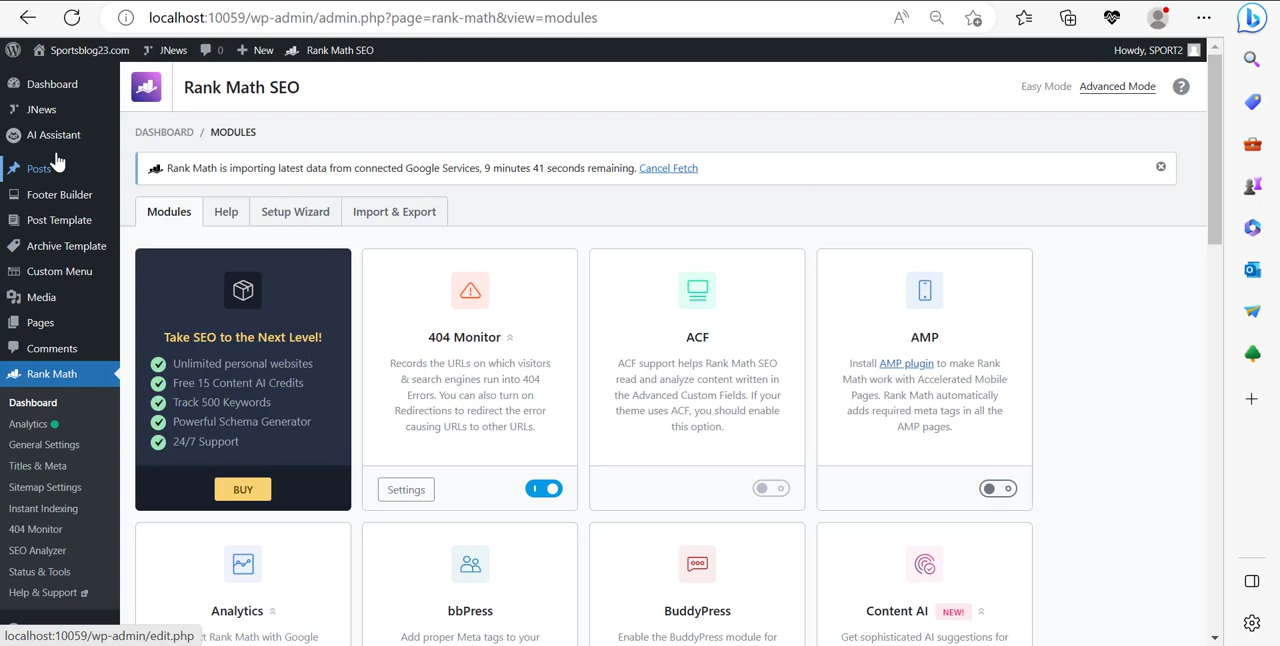 localhost:10059/wp-admin/admin.php?page=rank-math&view=modules
Sportsblog23.com
JNews
0
New
Rank Math SEO
Howdy, SPORT2
Dashboard
JNews
AI Assistant
Posts
Footer Builder
Post Template
Archive Template
Custom Menu
Media
Pages
Comments
Rank Math
Dashboard
Analytics
General Settings
Titles & Meta
Sitemap Settings
Instant Indexing
404 Monitor
SEO Analyzer
Status & Tools
Help & Support
localhost:10059/wp-admin/edit.php
Rank Math SEO
Easy Mode
Advanced Mode
?
DASHBOARD / MODULES
Rank Math is importing latest data from connected Google Services, 9 minutes 41 seconds remaining. Cancel Fetch
Modules
Help
Setup Wizard
Import & Export
Take SEO to the Next Level!
Unlimited personal websites
Free 15 Content AI Credits
Track 500 Keywords
Powerful Schema Generator
24/7 Support
BUY
404 Monitor
Records the URLs on which visitors
& search engines run into 404
Errors. You can also turn on
Redirections to redirect the error
causing URLs to other URLs.
Settings
ACF
ACF support helps Rank Math SEO
read and analyze content written in
the Advanced Custom Fields. If your
theme uses ACF, you should enable
this option.
AMP
Install AMP plugin to make Rank
Math work with Accelerated Mobile
Pages. Rank Math automatically
adds required meta tags in all the
AMP pages.
Analytics
Rank Math with Google
bbPress
Add proper Meta tags to your
BuddyPress
Enable the BuddyPress module for
Content AI NEW!
Get sophisticated AI suggestions for